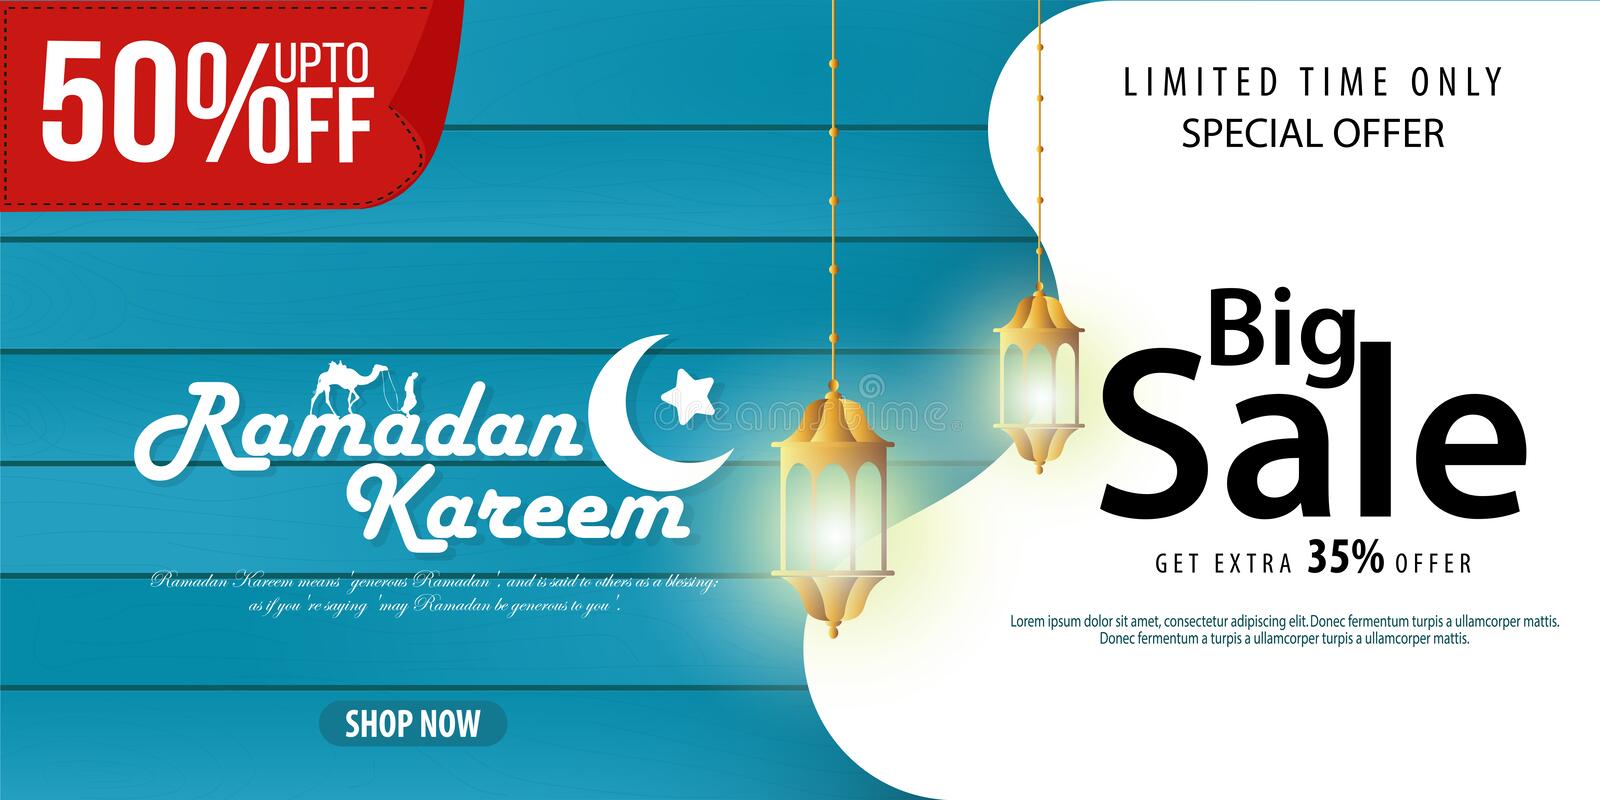 50% UPTO
OFF
LIMITED TIME ONLY
SPECIAL OFFER
Big
Sale
GET EXTRA 35% OFFER
Lorem ipsum dolor sit amet, consectetur adipiscing elit.Donec fermentum turpis a ullamcorper mattis.
Donec fermentum a turpis a ullamcorper turpis a ullamcorper mattis.
Ramadan
Kareem
Ramadan Kareem means 'generous Ramadan', and is said to others as a blessing;
as if you 're saying 'may Ramadan be generous to you '.
SHOP NOW